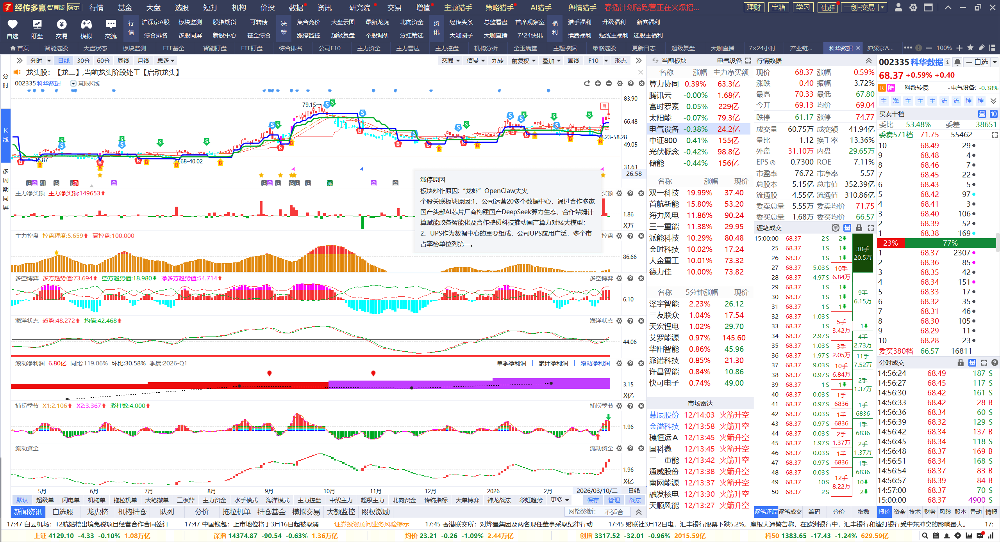 经传多赢 智尊版 演示 行情 基金 大盘 选股 短打 机构 价投 数据 资讯 研究院 交易 增值 主题猎手 策略猎手 AI猎手 舆情猎手 春播计划陪跑营正在火爆招... 理财 宝箱 学习 社群 一创-交易
自选 盯盘 交易 模拟 交流
行情 沪深京A股 板块监测 股指期货 可转债 决策 集合竞价 大盘云图 最新龙虎 北向资金 资讯 经传头条 总监看盘 首席观察室 福利 猎手福利 升级福利 新客福利
综合排名 多股同屏 新股中心 基金综合 涨停监控 超级复盘 个股调研 分红精选 大咖圈子 大咖直播 7*24快讯 续费福利 短线王福利 选股王福利
首页 智能选股 大盘状态 板块监测 ETF基金 智能盯盘 ETF盯盘 综合排名 公司F10 主力资金 主力雷达 主力控盘 机构分析 金玉满堂 主题挖掘 策略选股 更新日志 超级复盘 大咖直播 7×24小时 产业链... 科华数据 沪深京A... 100%
分时 日线 30分 60分 周线 月线 更多 交易 信号 九转 前复权 叠加 画线 F10 形态
龙头股：【龙二】,当前龙头阶段处于【启动龙头】
002335 科华数据 慧眼K线
分时
K线
多周期同屏
79.15
83.90
66.48
49.05
31.63
26.58
58.28
40.02
自
涨停原因
板块炒作原因:“龙虾”OpenClaw大火
个股关联板块原因:1、公司运营20多个数据中心，通过合作多家
国产头部AI芯片厂商构建国产DeepSeek算力生态、合作希姆计
算赋能政务智能化及合作壁仞科技推动国产算力对接大模型；
2、UPS作为数据中心的重要组成，公司UPS应用广泛，多个市
占率榜单位列第一。
主力净买额 主力净买额:149653
1.86
X万
主力控盘 控盘程度:5.659 高控盘:100.000
86.66
多空博弈 多方趋势值:73.694 空方趋势值:18.980 净多方趋势值:54.714 多空博弈
6.10
海洋状态 趋势:48.272 均值:42.468 海洋状态
44.06
滚动净利润 6.80亿 同比:119.06% 环比:30.58% 季度:2026-Q1 单季净利润 累计净利润 滚动净利润
3.15
X亿
捕捞季节 X1:2.106 X2:3.367 彩柱数:4.000 捕捞季节
1.96
流动资金 流动资金
1.96
X亿
5月 6月 7月 8月 9月 10月 11月 12月 2026 2月 2026/03/10/二 日线
默认 超级单 闪电单 机构单 拖拉机单 大笔撤单 三板斧 主力资金 水手模式 海洋模式 主力控盘 中线主力 超级主力 北向资金 传统指标 大单博弈 神龙战法 彩虹趋势 更多 保存 管理 战法
新闻资讯 自选股 龙虎榜 机构持仓 队列 分价 拖拉机单 持仓基金 模拟交易 大额监控 股权激励 网格诊断： 不适合
当前板块 电气设备
名称 涨幅 主力净买额
算力协同 0.39% 63.3亿
腾讯云 -0.00% 1.68亿
富时罗素 -0.05% 229亿
太阳能 -0.07% 79.3亿
电气设备 -0.38% 24.2亿
中证800 -0.41% 155亿
光伏概念 -0.42% 98.8亿
储能 -0.44% 156亿
名称 涨幅 现价
双一科技 19.99% 37.40
首航新能 15.80% 53.20
海力风电 11.86% 90.24
三一重能 11.38% 29.95
派能科技 10.29% 80.48
金时科技 10.02% 17.24
大金重工 10.01% 73.32
德力佳 10.00% 73.82
名称 5分钟涨幅 现价
泽宇智能 2.23% 26.12
三友联众 1.04% 17.54
天宏锂电 1.02% 29.70
艾罗能源 0.97% 145.60
华阳智能 0.86% 45.96
派诺科技 0.85% 21.30
许昌智能 0.84% 10.86
快可电子 0.74% 49.00
市场雷达
慧辰股份 12/14:03 火箭升空
金溢科技 12/13:58 火箭升空
穗恒运A 12/13:45 火箭升空
国科微 12/13:45 火箭升空
三一重能 12/13:42 火箭升空
通威股份 12/13:38 火箭升空
南网能源 12/13:37 火箭升空
融发核电 12/13:30 火箭升空
天顺风能 12/13:27 火箭升空
行情数据
现价 68.37 涨幅 0.59%
涨跌 0.40 振幅 3.72%
最高 70.33 最低 67.80
今开 69.13 均价 69.04
跌停 61.17 涨停 74.77
成交量 60.75万 成交额 41.94亿
量比 1.12 换手率 13.36%
外盘 31.10万 内盘 29.65万
EPS③ 0.7300 ROE 7.11%
市盈率 76.72 市净率 5.57
总股本 5.15亿 总市值 352.39亿
流通股 4.55亿 流通值 310.86亿
委卖总量 5.55万 委卖均价 71.75
委买总量 1.68万 委买均价 66.57
逐笔成交 量
15:00:00 68.37 2 S 2
25 68.37 1 S 1
26 68.37 1 S 1
27 68.37 5.03 S
28 68.37 4.97 S
29 68.37 1 S 1
30 68.37 1 S 1
31 68.37 1 S 1
32 68.37 1.03 S
33 68.37 1 S
34 68.37 2.97 S
35 68.37 1.03 S
36 68.37 1.97 S
37 68.37 9.03 S
38 68.37 0.97 S
39 68.37 1 S 1
40 68.37 0.03 S
41 68.37 0.97 S
42 68.37 0.03 S
43 68.37 0.97 S
44 68.37 0.03 S
45 68.37 1.97 S
46 68.37 0.03 S
47 68.37 0.97 S
48 68.37 0.03 S
49 68.37 10 S
50 68.37 2 S
10手 6.84万
5手 3.42万
3手 2.05万
10手 6.84万
1手 6836
1手 6836
2手 1.37万
1手 6836
12手 8.22万
30手 20.5万
9手 6.15万
1
4手 2.73万
11手 7.52万
2手 1.37万
1手 6836
1手 6836
2手 1.37万
1手 6836
10
2
逐笔还原 逐笔成交 筹码 分价 指数
002335 科华数据 自选
68.37 +0.59% +0.40
R 陆 科数转债: - 电气设备: -0.38%
主 海 主 主 主 流 流 神 神
买卖十档 量 10
委比 -53.48% 委差 -38651
委卖571档 71.75 55462
10 68.49 29
9 68.48 4
8 68.46 7
7 68.45 22
6 68.43 5
5 68.42 97
4 68.41 3
3 68.40 106
2 68.39 52
1 68.38 169
23% 77%
1 68.37 2307
2 68.36 85
3 68.35 42
4 68.34 151
5 68.33 17
6 68.32 35
7 68.31 46
8 68.30 105
9 68.29 11
10 68.28 23
委买380档 66.57 16811
分时成交 量
14:56:24 68.49 187 S
14:56:27 68.45 117 S
14:56:30 68.42 161 S
14:56:33 68.42 28 B
14:56:36 68.34 60 S
14:56:39 68.32 129 S
14:56:42 68.34 137 B
14:56:45 68.34 118 S
14:56:48 68.37 169 B
14:56:51 68.34 168 S
14:56:54 68.37 83 B
14:56:57 68.39 84 B
14:57:00 68.37 70 S
15:00:00 68.37 4900 S
报价 资金 技术 财务 风险 股本 异动 情报
17:47 白云机场：T2航站楼出境免税项目经营合作合同签订 17:47 中国钱包：上市地位将于3月16日起被取消 证券投资顾问业务风险提示 17:45 香港联交所：对烨星集团及两名现任董事采取纪律行动 17:45 财联社3月12日电，汇丰银行股票下跌5.2%。摩根大通警告称，在欧洲银行中，汇丰银行和渣打银行受中东冲突的影响最大。 17:
上证 4129.10 -4.33 -0.10% 1.08万亿 深指 14374.87 -90.54 -0.63% 1.36万亿 均价 23.21 -0.26 -1.09% 2.44万亿 创指 3317.52 -32.01 -0.96% 2015.59亿 科50 1383.65 -17.43 -1.24% 629.59亿